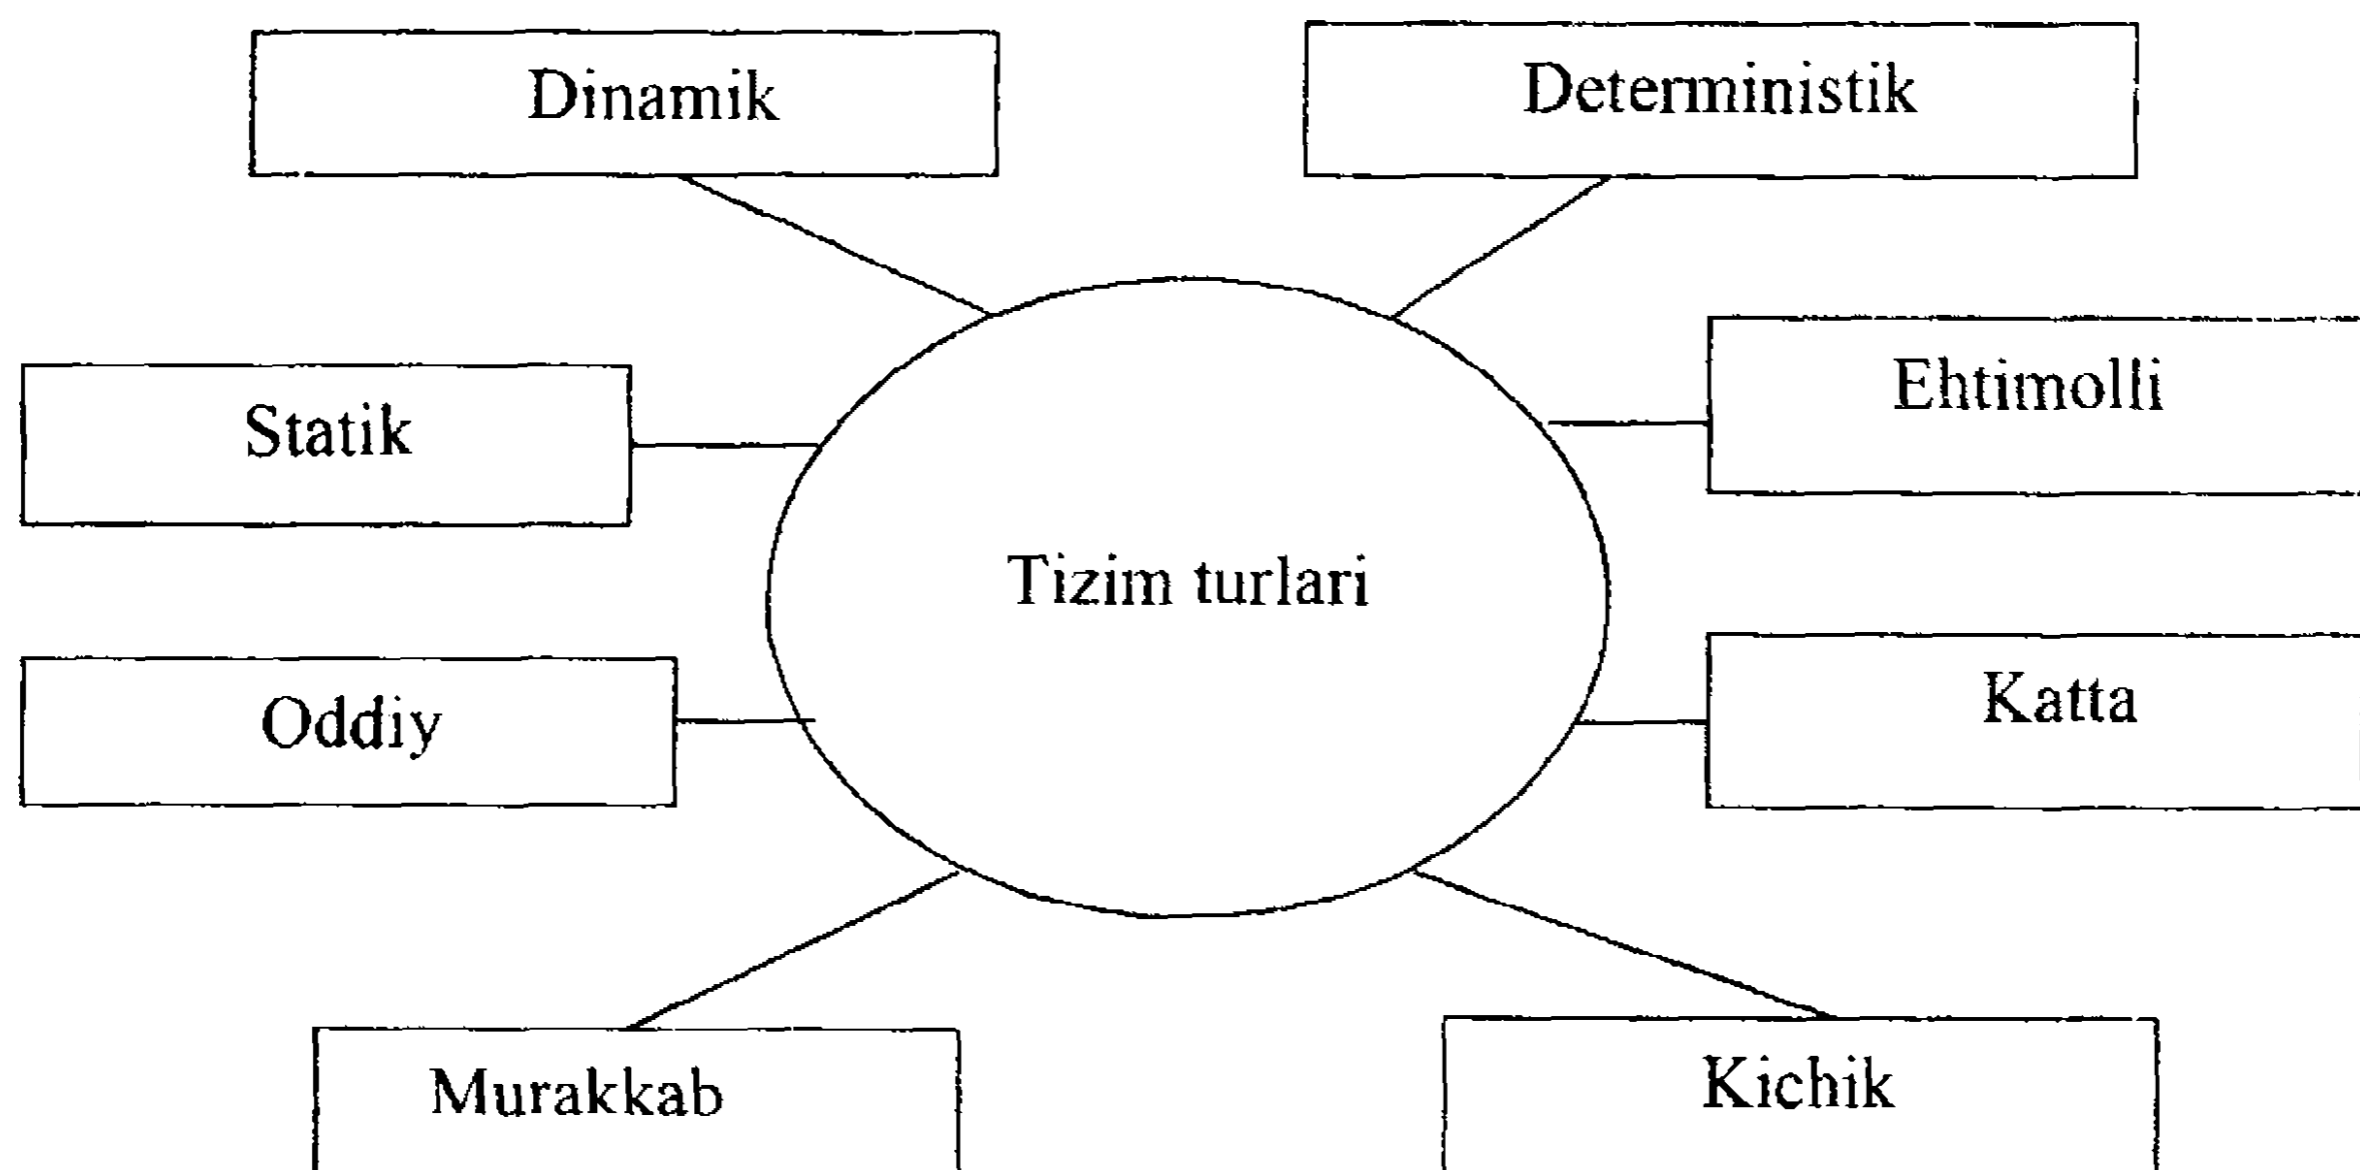 Dinamik
Deterministik
Statik
Ehtimolli
Tizim turlari
Oddiy
Katta
Murakkab
Kichik